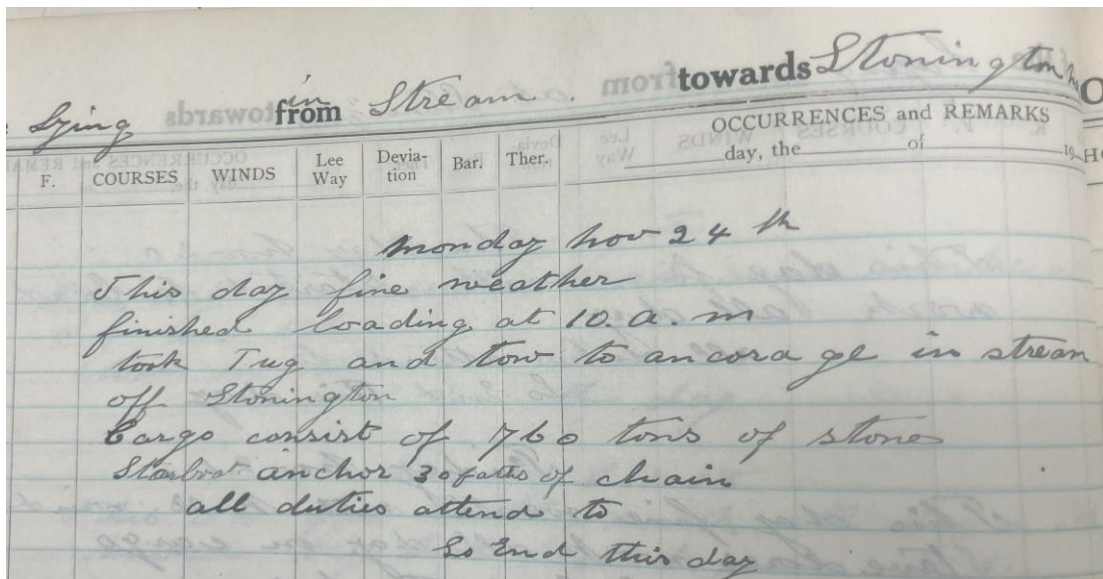 Lying from in Stream. towards Stonington
OCCURRENCES and REMARKS
day, the of 19
F. COURSES WINDS Lee Way Devia-tion Bar. Ther.
Monday Nov 24 th
This day fine weather
finished loading at 10. a. m
took Tug and tow to ancorage in stream
off Stonington
Cargo consist of 760 tons of stone
anchor 30 faths of chain
all duties attend to
So End this day